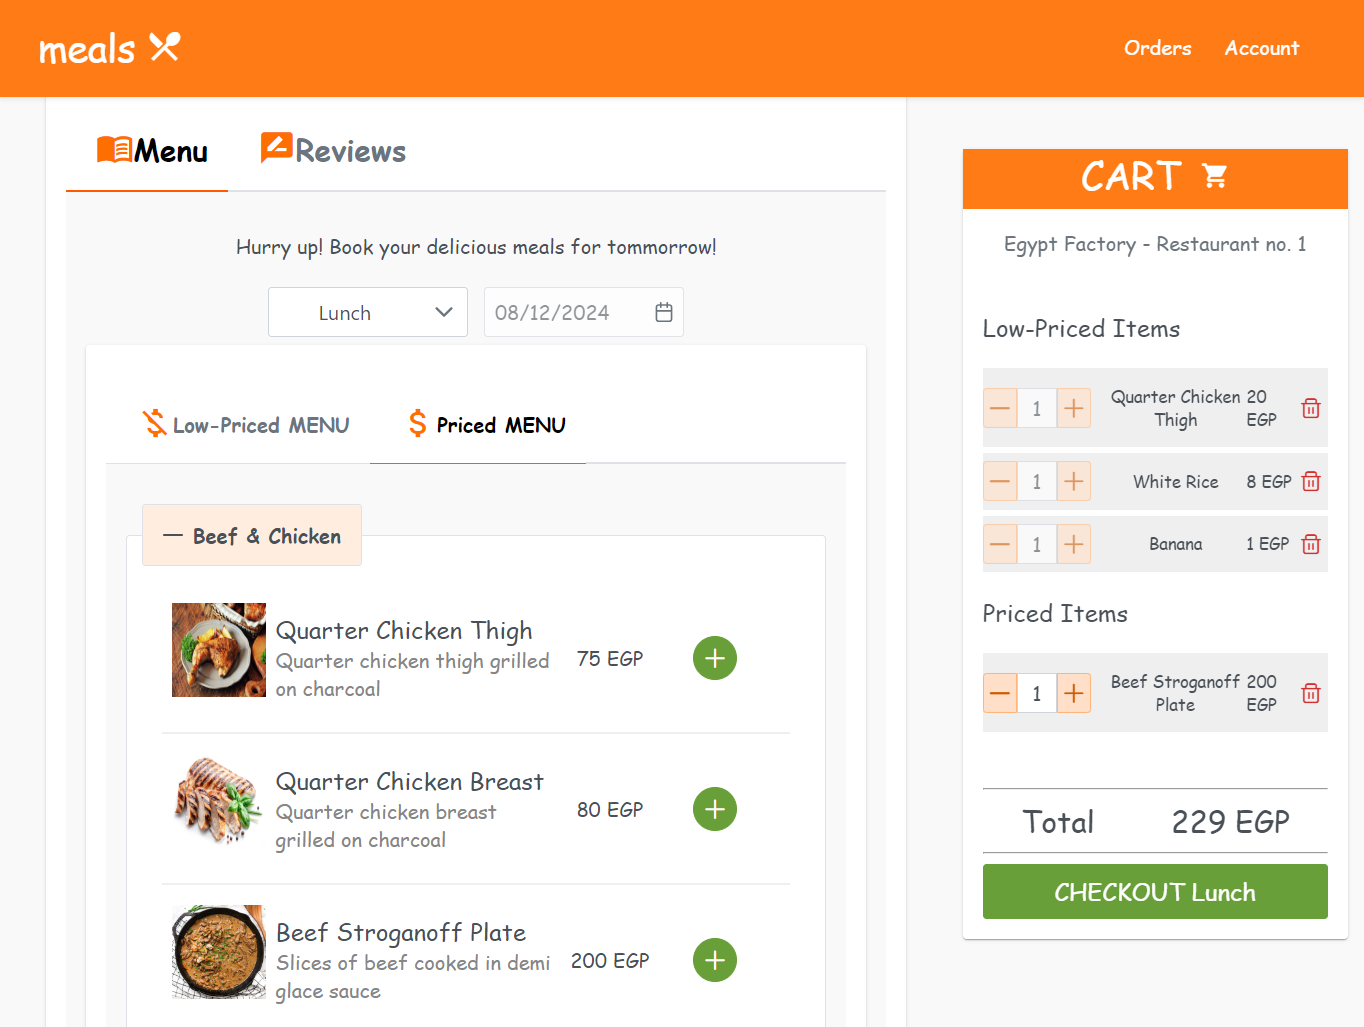 meals
Orders
Account
Menu
Reviews
Hurry up! Book your delicious meals for tommorrow!
Lunch
08/12/2024
Low-Priced MENU
Priced MENU
Beef & Chicken
Quarter Chicken Thigh
Quarter chicken thigh grilled
on charcoal
75 EGP
Quarter Chicken Breast
Quarter chicken breast
grilled on charcoal
80 EGP
Beef Stroganoff Plate
Slices of beef cooked in demi
glace sauce
200 EGP
CART
Egypt Factory - Restaurant no. 1
Low-Priced Items
1
Quarter Chicken
Thigh
20
EGP
1
White Rice
8 EGP
1
Banana
1 EGP
Priced Items
1
Beef Stroganoff
Plate
200
EGP
Total
229 EGP
CHECKOUT Lunch